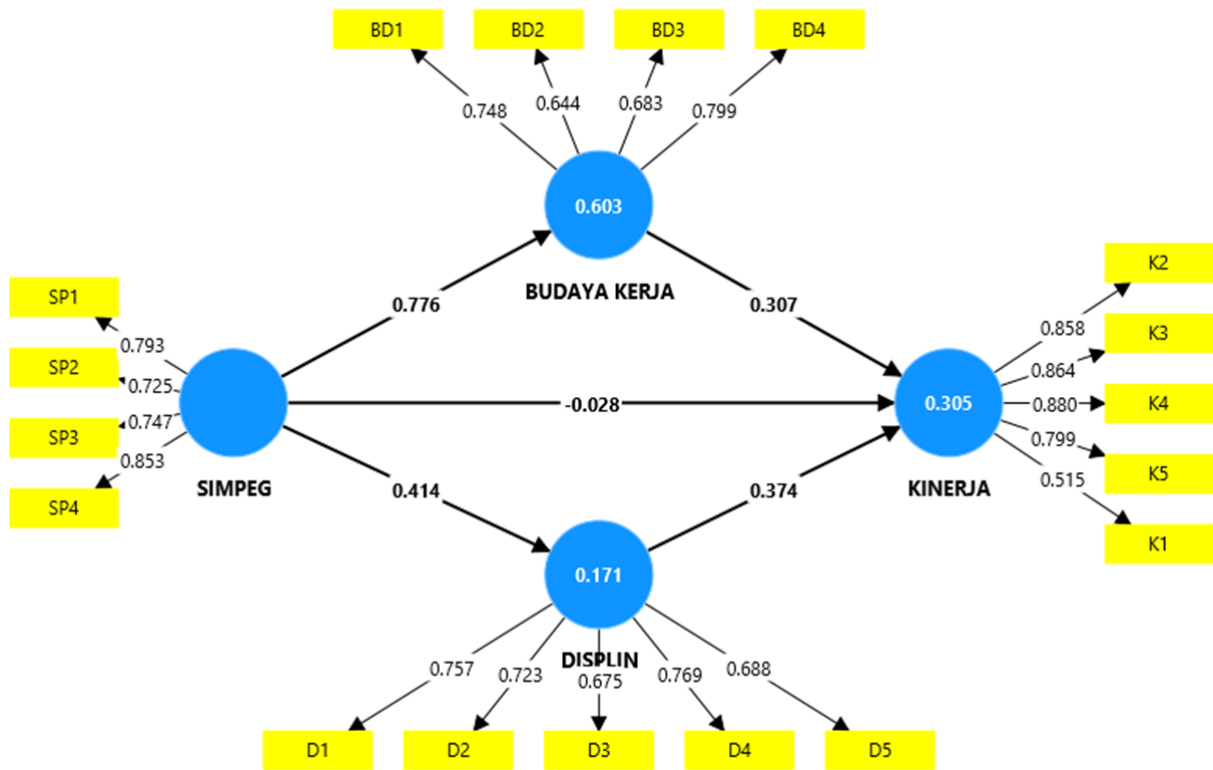 BD1 BD2 BD3 BD4
0.748 0.644 0.683 0.799
0.603
BUDAYA KERJA
SP1
SP2
SP3
SP4
0.793
0.725
0.747
0.853
SIMPEG
0.776
0.307
-0.028
0.414
0.374
0.305
KINERJA
K2
K3
K4
K5
K1
0.858
0.864
0.880
0.799
0.515
0.171
DISPLIN
0.757 0.723 0.675 0.769 0.688
D1 D2 D3 D4 D5